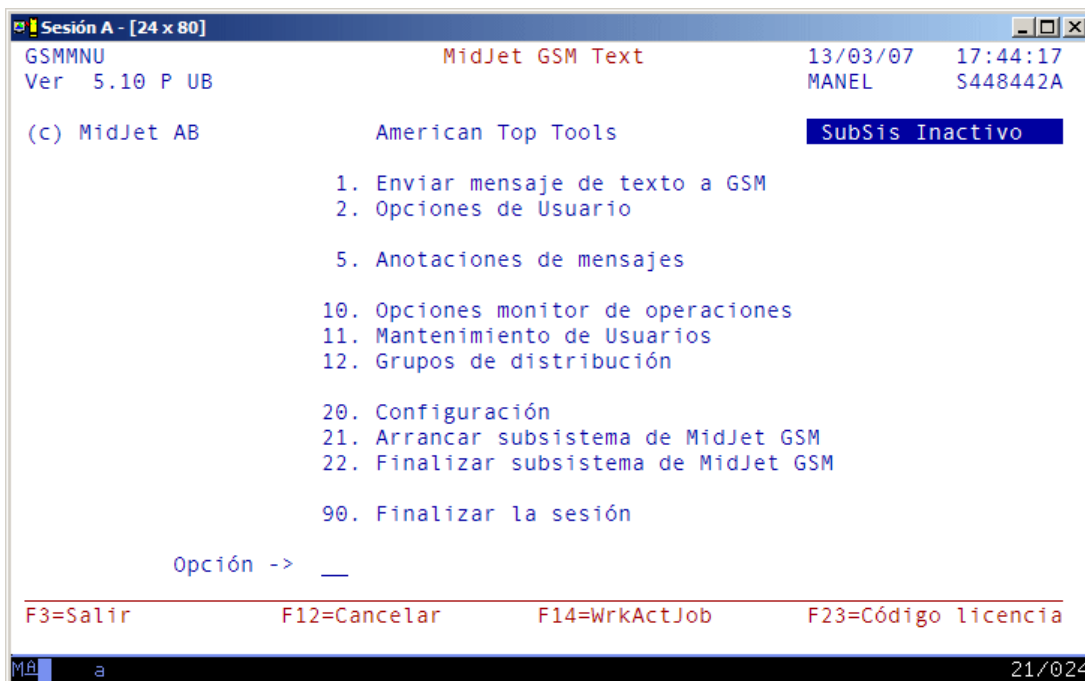 Sesión A - [24 x 80]
GSMMNU MidJet GSM Text 13/03/07 17:44:17
Ver 5.10 P UB MANEL S448442A
(c) MidJet AB American Top Tools SubSis Inactivo
1. Enviar mensaje de texto a GSM
2. Opciones de Usuario
5. Anotaciones de mensajes
10. Opciones monitor de operaciones
11. Mantenimiento de Usuarios
12. Grupos de distribución
20. Configuración
21. Arrancar subsistema de MidJet GSM
22. Finalizar subsistema de MidJet GSM
90. Finalizar la sesión
Opción -> __
F3=Salir F12=Cancelar F14=WrkActJob F23=Código licencia
MA a 21/024